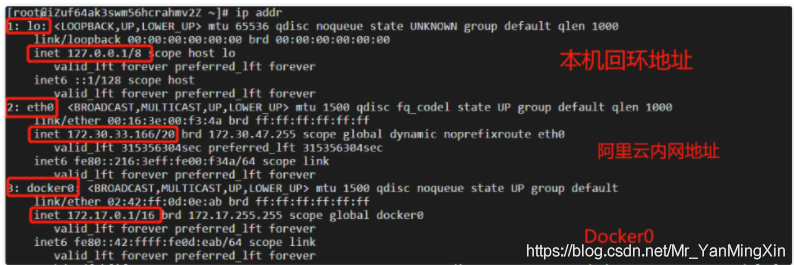 [root@iZuf64ak3swm56hcrahmv2Z ~]# ip addr
1: lo: <LOOPBACK,UP,LOWER_UP> mtu 65536 qdisc noqueue state UNKNOWN group default qlen 1000
link/loopback 00:00:00:00:00:00 brd 00:00:00:00:00:00
inet 127.0.0.1/8 scope host lo
valid_lft forever preferred_lft forever
inet6 ::1/128 scope host
valid_lft forever preferred_lft forever
本机回环地址
2: eth0 <BROADCAST,MULTICAST,UP,LOWER_UP> mtu 1500 qdisc fq_codel state UP group default qlen 1000
link/ether 00:16:3e:00:f3:4a brd ff:ff:ff:ff:ff:ff
inet 172.30.33.166/20 brd 172.30.47.255 scope global dynamic noprefixroute eth0
valid_lft 315356304sec preferred_lft 315356304sec
inet6 fe80::216:3eff:fe00:f34a/64 scope link
valid_lft forever preferred_lft forever
阿里云内网地址
3: docker0: <BROADCAST,MULTICAST,UP,LOWER_UP> mtu 1500 qdisc noqueue state UP group default
link/ether 02:42:ff:0d:0e:ab brd ff:ff:ff:ff:ff:ff
inet 172.17.0.1/16 brd 172.17.255.255 scope global docker0
valid_lft forever preferred_lft forever
inet6 fe80::42:ffff:fe0d:eab/64 scope link
valid_lft forever preferred_lft forever
Docker0
https://blog.csdn.net/Mr_YanMingXin